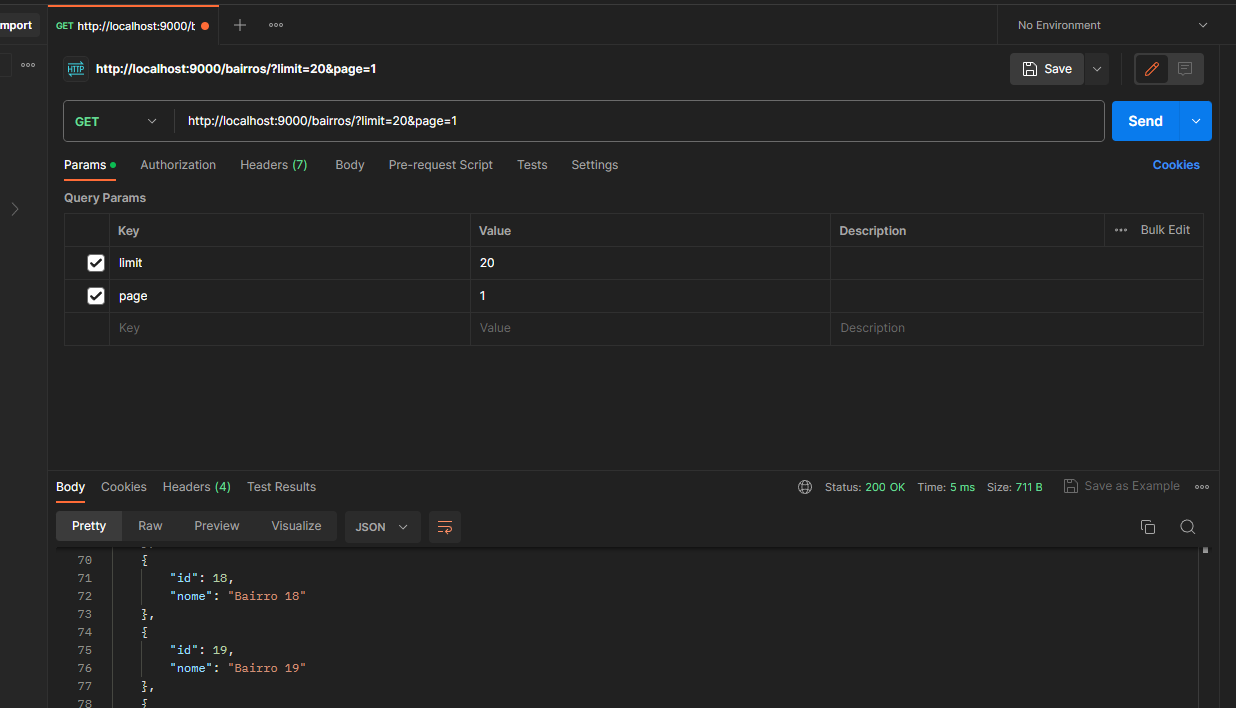 mport
GET http://localhost:9000/t
No Environment
HTTP http://localhost:9000/bairros/?limit=20&page=1
Save
GET http://localhost:9000/bairros/?limit=20&page=1
Send
Params Authorization Headers (7) Body Pre-request Script Tests Settings Cookies
Query Params
Key Value Description Bulk Edit
limit 20
page 1
Key Value Description
Body Cookies Headers (4) Test Results Status: 200 OK Time: 5 ms Size: 711 B Save as Example
Pretty Raw Preview Visualize JSON
70 {
71 "id": 18,
72 "nome": "Bairro 18"
73 },
74 {
75 "id": 19,
76 "nome": "Bairro 19"
77 },
78 {